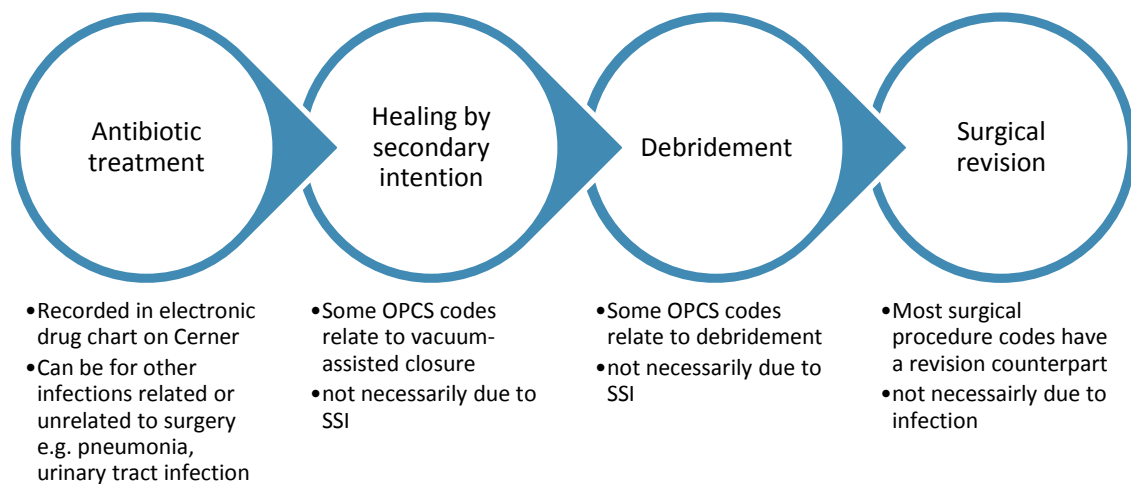 Antibiotic
treatment
Healing by
secondary
intention
Debridement
Surgical
revision
•Recorded in electronic
drug chart on Cerner
•Can be for other
infections related or
unrelated to surgery
e.g. pneumonia,
urinary tract infection
•Some OPCS codes
relate to vacuum-
assisted closure
•not necessarily due to
SSI
•Some OPCS codes
relate to debridement
•not necessarily due to
SSI
•Most surgical
procedure codes have
a revision counterpart
•not necessairily due to
infection